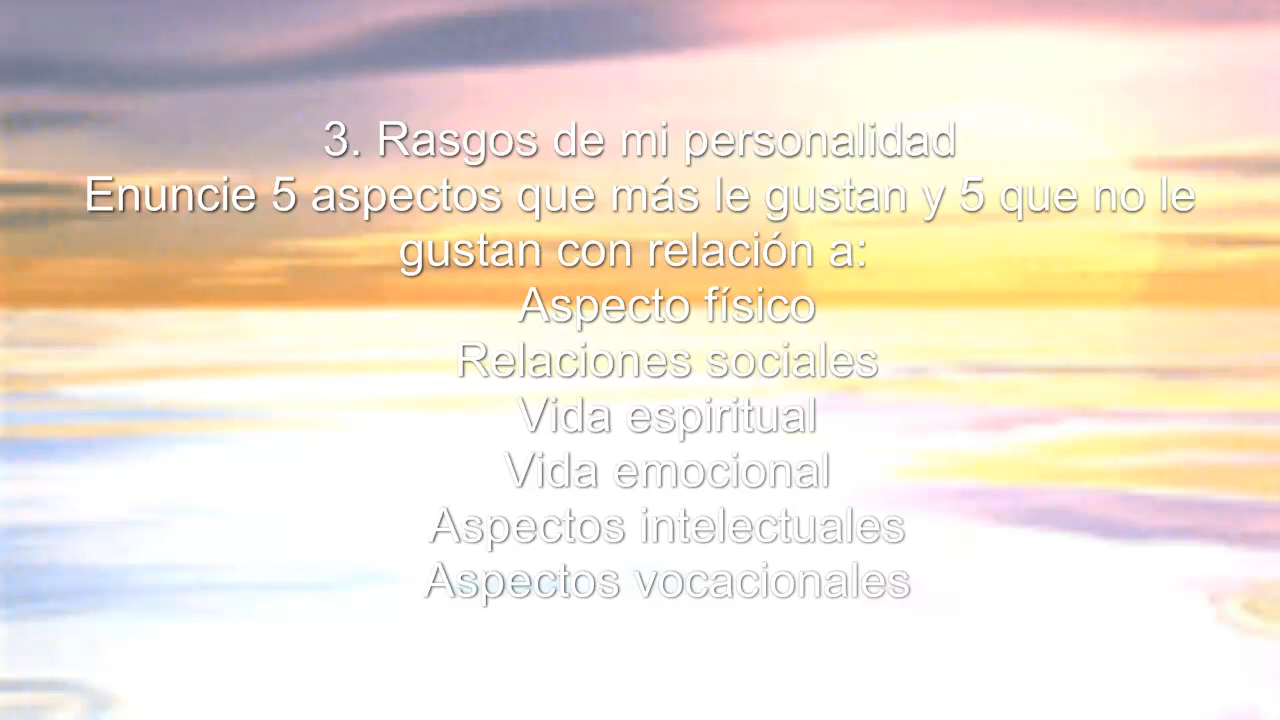 3. Rasgos de mi personalidad
Enuncie 5 aspectos que más le gustan y 5 que no le
gustan con relación a:
Aspecto físico
Relaciones sociales
Vida espiritual
Vida emocional
Aspectos intelectuales
Aspectos vocacionales